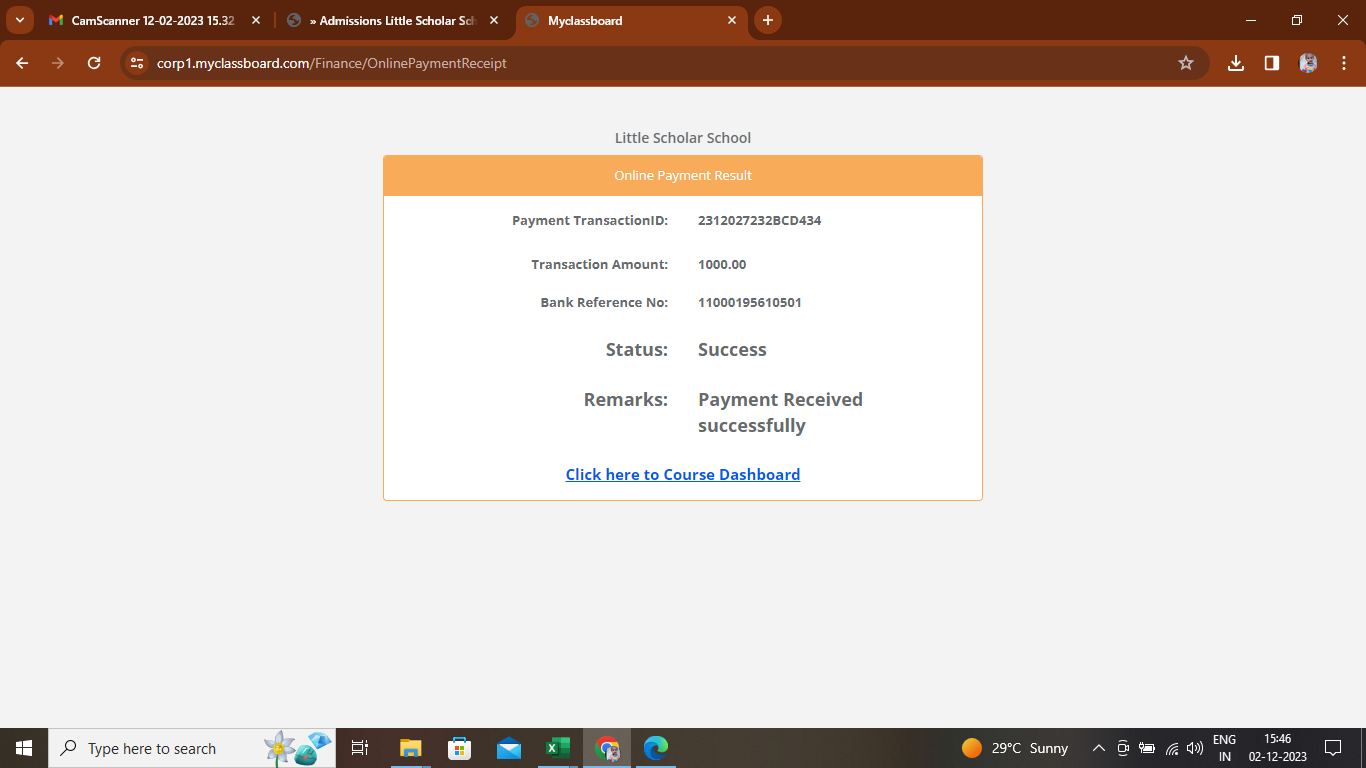 CamScanner 12-02-2023 15.32
» Admissions Little Scholar Sch
Myclassboard
corp1.myclassboard.com/Finance/OnlinePaymentReceipt
Little Scholar School
Online Payment Result
Payment TransactionID: 2312027232BCD434
Transaction Amount: 1000.00
Bank Reference No: 11000195610501
Status: Success
Remarks: Payment Received
successfully
Click here to Course Dashboard
Type here to search
29°C Sunny
ENG
IN
15:46
02-12-2023